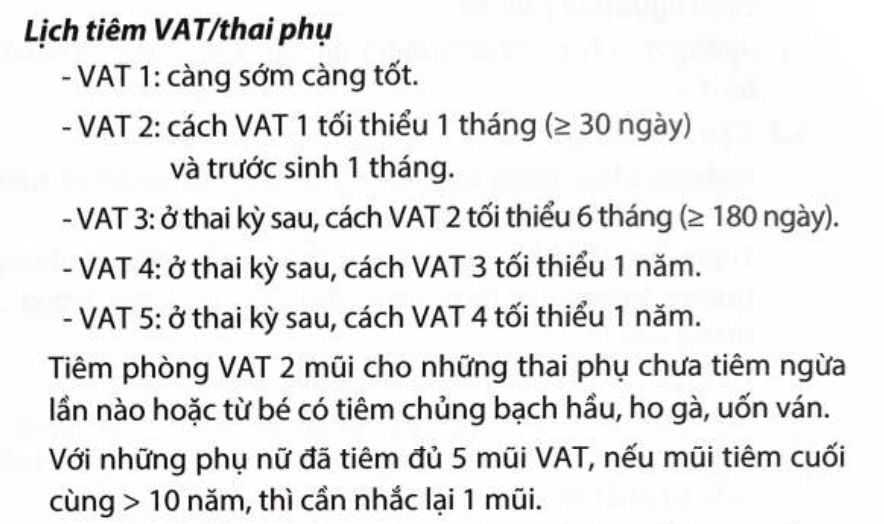 Lịch tiêm VAT/thai phụ
- VAT 1: càng sớm càng tốt.
- VAT 2: cách VAT 1 tối thiểu 1 tháng (≥ 30 ngày)
và trước sinh 1 tháng.
- VAT 3: ở thai kỳ sau, cách VAT 2 tối thiểu 6 tháng (≥ 180 ngày).
- VAT 4: ở thai kỳ sau, cách VAT 3 tối thiểu 1 năm.
- VAT 5: ở thai kỳ sau, cách VAT 4 tối thiểu 1 năm.
Tiêm phòng VAT 2 mũi cho những thai phụ chưa tiêm ngừa
lần nào hoặc từ bé có tiêm chủng bạch hầu, ho gà, uốn ván.
Với những phụ nữ đã tiêm đủ 5 mũi VAT, nếu mũi tiêm cuối
cùng > 10 năm, thì cần nhắc lại 1 mũi.